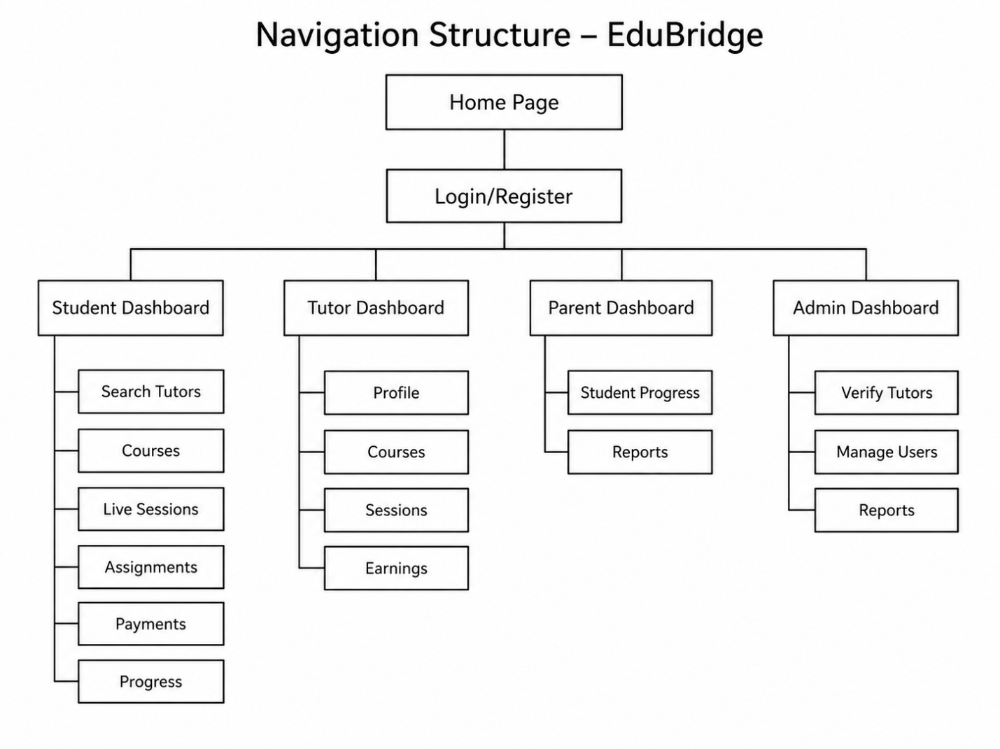 Navigation Structure – EduBridge
Home Page
Login/Register
Student Dashboard
Tutor Dashboard
Parent Dashboard
Admin Dashboard
Search Tutors
Courses
Live Sessions
Assignments
Payments
Progress
Profile
Courses
Sessions
Earnings
Student Progress
Reports
Verify Tutors
Manage Users
Reports